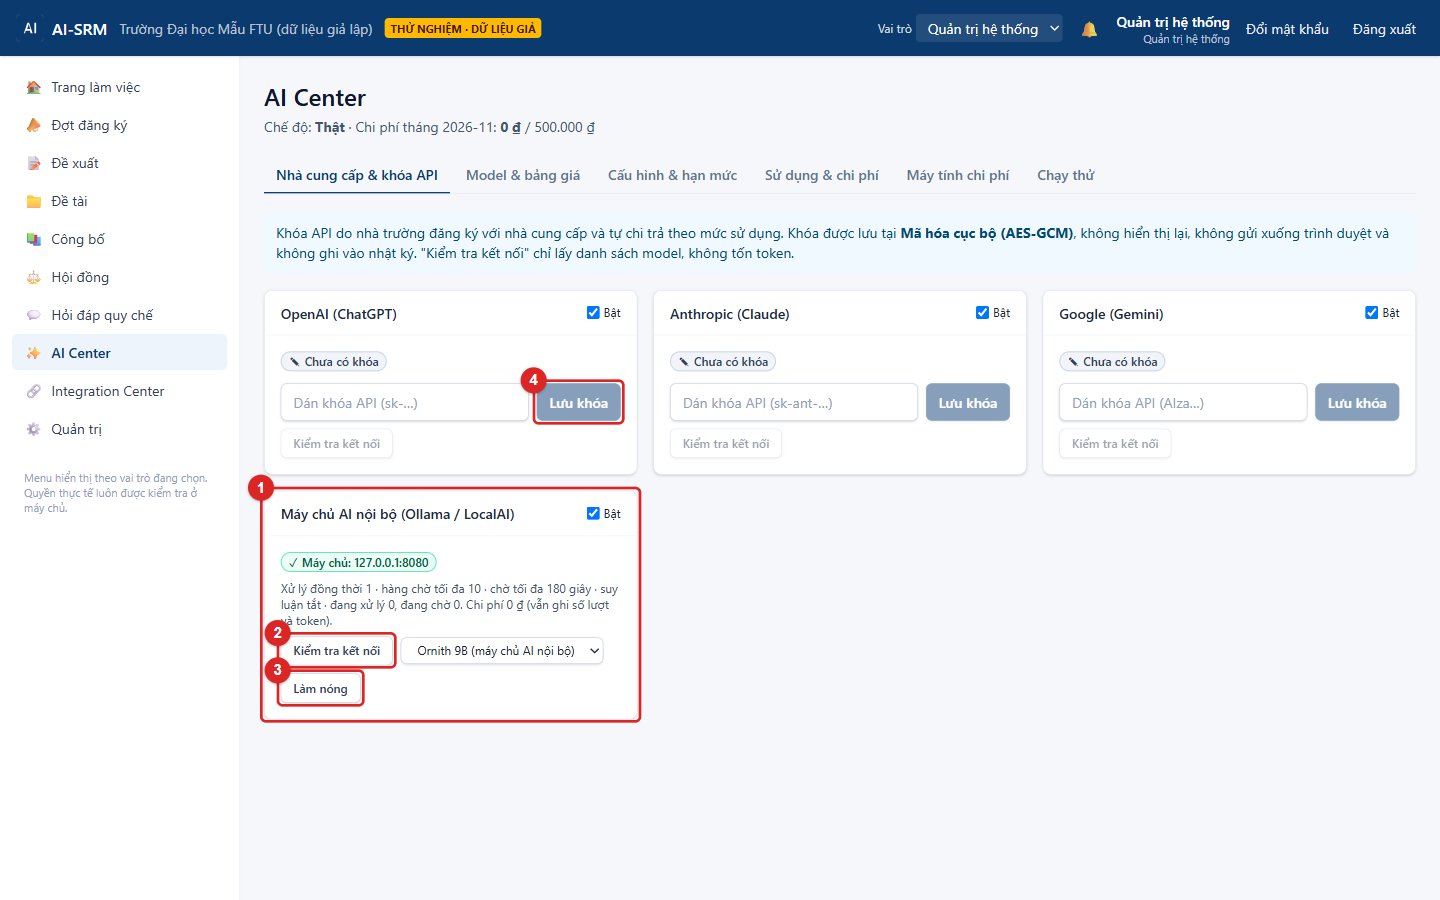 AI AI-SRM Trường Đại học Mẫu FTU (dữ liệu giả lập) THỬ NGHIỆM · DỮ LIỆU GIẢ Vai trò Quản trị hệ thống Quản trị hệ thống Đổi mật khẩu Đăng xuất
Quản trị hệ thống
Trang làm việc
Đợt đăng ký
Đề xuất
Đề tài
Công bố
Hội đồng
Hỏi đáp quy chế
AI Center
Integration Center
Quản trị
Menu hiển thị theo vai trò đang chọn.
Quyền thực tế luôn được kiểm tra ở
máy chủ.
AI Center
Chế độ: Thật · Chi phí tháng 2026-11: 0 ₫ / 500.000 ₫
Nhà cung cấp & khóa API Model & bảng giá Cấu hình & hạn mức Sử dụng & chi phí Máy tính chi phí Chạy thử
Khóa API do nhà trường đăng ký với nhà cung cấp và tự chi trả theo mức sử dụng. Khóa được lưu tại Mã hóa cục bộ (AES-GCM), không hiển thị lại, không gửi xuống trình duyệt và
không ghi vào nhật ký. "Kiểm tra kết nối" chỉ lấy danh sách model, không tốn token.
OpenAI (ChatGPT) Bật
Chưa có khóa
4
Dán khóa API (sk-...) Lưu khóa
Kiểm tra kết nối
Anthropic (Claude) Bật
Chưa có khóa
Dán khóa API (sk-ant-...) Lưu khóa
Kiểm tra kết nối
Google (Gemini) Bật
Chưa có khóa
Dán khóa API (AIza...) Lưu khóa
Kiểm tra kết nối
1
Máy chủ AI nội bộ (Ollama / LocalAI) Bật
✓ Máy chủ: 127.0.0.1:8080
Xử lý đồng thời 1 · hàng chờ tối đa 10 · chờ tối đa 180 giây · suy
luận tắt · đang xử lý 0, đang chờ 0. Chi phí 0 ₫ (vẫn ghi số lượt
và token).
2
Kiểm tra kết nối Ornith 9B (máy chủ AI nội bộ)
3
Làm nóng